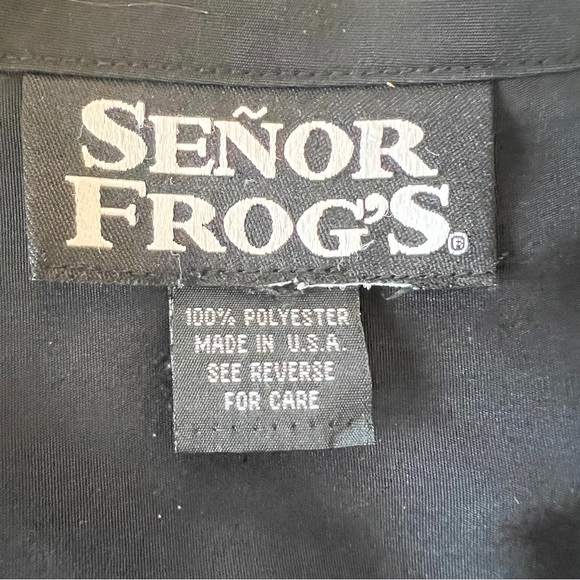 SEÑOR
FROG'S®
100% POLYESTER
MADE IN U.S.A.
SEE REVERSE
FOR CARE